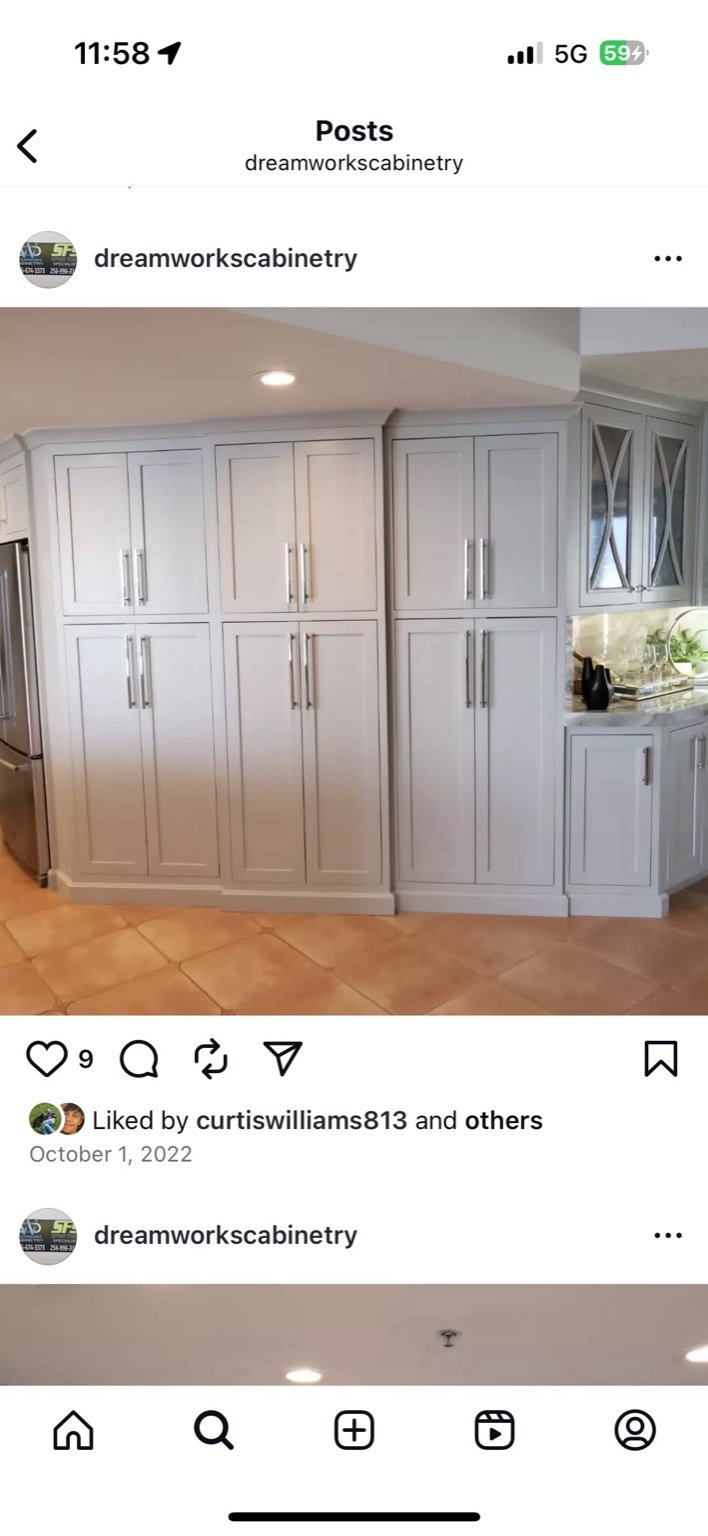 11:58
5G
59
Posts
dreamworkscabinetry
dreamworkscabinetry
9
Liked by curtiswilliams813 and others
October 1, 2022
dreamworkscabinetry